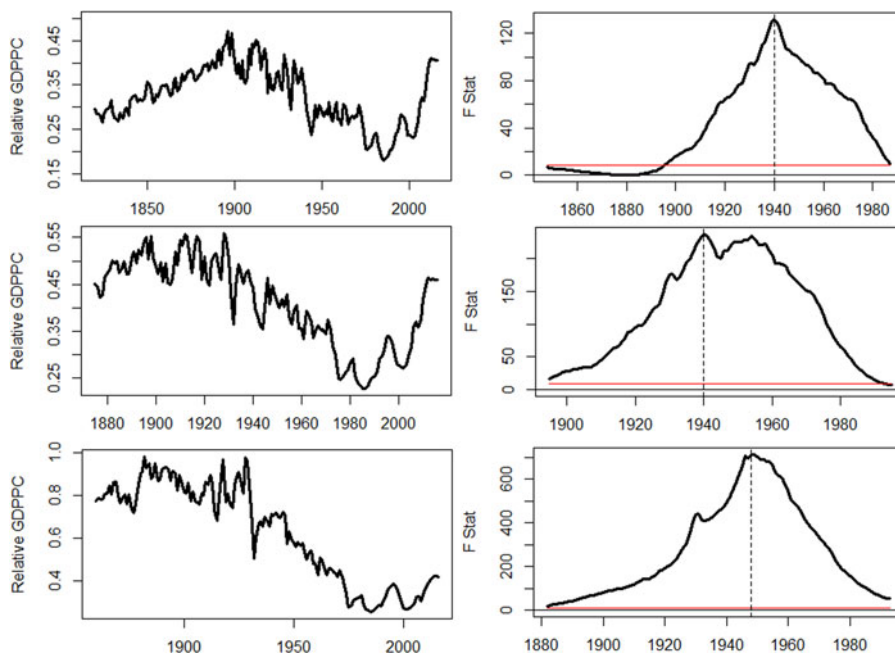 Relative GDPPC
0.15 0.25 0.35 0.45
1850 1900 1950 2000
F Stat
0 40 80 120
1860 1880 1900 1920 1940 1960 1980
Relative GDPPC
0.25 0.35 0.45 0.55
1880 1900 1920 1940 1960 1980 2000
F Stat
0 50 150
1900 1920 1940 1960 1980
Relative GDPPC
0.4 0.6 0.8 1.0
1900 1950 2000
F Stat
0 200 400 600
1880 1900 1920 1940 1960 1980